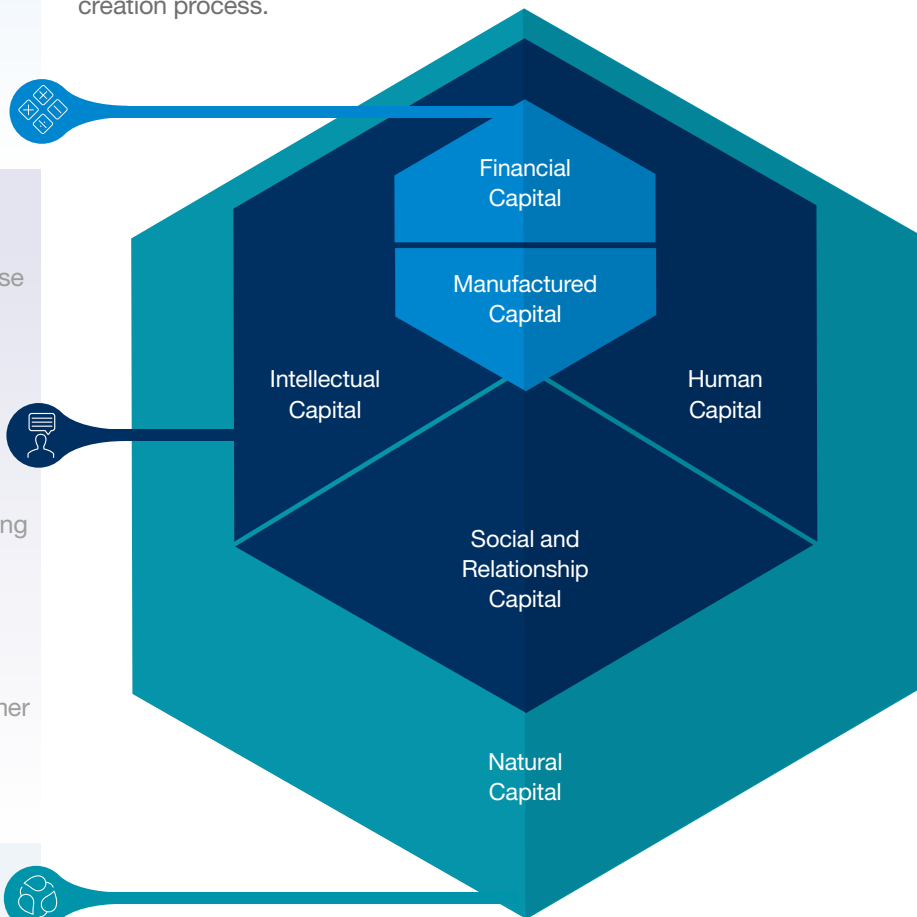 creation process.
Financial
Capital
Manufactured
Capital
Intellectual
Capital
Human
Capital
Social and
Relationship
Capital
Natural
Capital